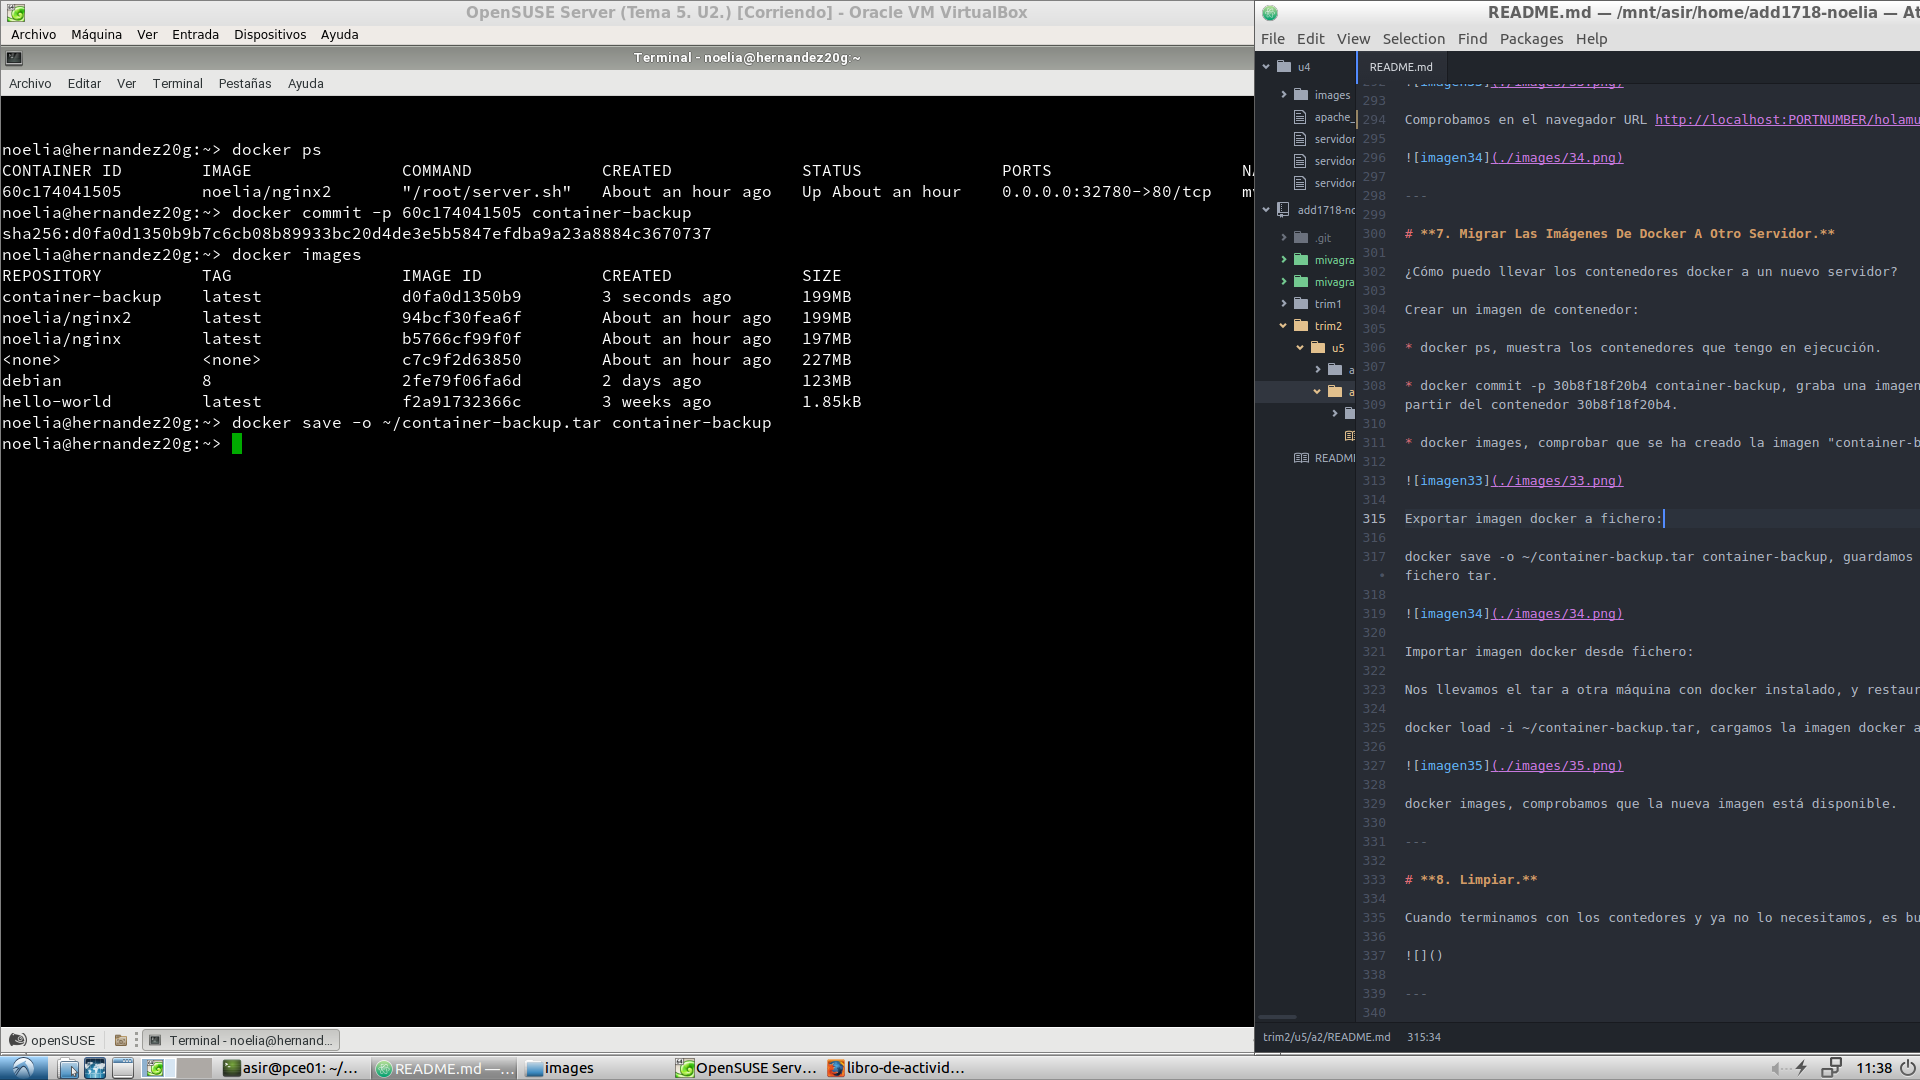 OpenSUSE Server (Tema 5. U2.) [Corriendo] - Oracle VM VirtualBox
Archivo Máquina Ver Entrada Dispositivos Ayuda
Terminal - noelia@hernandez20g:~
Archivo Editar Ver Terminal Pestañas Ayuda
noelia@hernandez20g:~> docker ps
CONTAINER ID IMAGE COMMAND CREATED STATUS PORTS
60c174041505 noelia/nginx2 "/root/server.sh" About an hour ago Up About an hour 0.0.0.0:32780->80/tcp
noelia@hernandez20g:~> docker commit -p 60c174041505 container-backup
sha256:d0fa0d1350b9b7c6cb08b89933bc20d4de3e5b5847efdba9a23a8884c3670737
noelia@hernandez20g:~> docker images
REPOSITORY TAG IMAGE ID CREATED SIZE
container-backup latest d0fa0d1350b9 3 seconds ago 199MB
noelia/nginx2 latest 94bcf30fea6f About an hour ago 199MB
noelia/nginx latest b5766cf99f0f About an hour ago 197MB
<none> <none> c7c9f2d63850 About an hour ago 227MB
debian 8 2fe79f06fa6d 2 days ago 123MB
hello-world latest f2a91732366c 3 weeks ago 1.85kB
noelia@hernandez20g:~> docker save -o ~/container-backup.tar container-backup
noelia@hernandez20g:~>
openSUSE Terminal - noelia@hernand...
README.md — /mnt/asir/home/add1718-noelia — At
File Edit View Selection Find Packages Help
u4
images
apache_
servidor
servidor
servidor
add1718-no
.git
mivagra
mivagra
trim1
trim2
u5
a
a
READM
README.md
293
294 Comprobamos en el navegador URL http://localhost:PORTNUMBER/holamu
295
296 ![imagen34](./images/34.png)
297
298 ---
299
300 # **7. Migrar Las Imágenes De Docker A Otro Servidor.**
301
302 ¿Cómo puedo llevar los contenedores docker a un nuevo servidor?
303
304 Crear un imagen de contenedor:
305
306 * docker ps, muestra los contenedores que tengo en ejecución.
307
308 * docker commit -p 30b8f18f20b4 container-backup, graba una imagen
309 partir del contenedor 30b8f18f20b4.
310
311 * docker images, comprobar que se ha creado la imagen "container-b
312
313 ![imagen33](./images/33.png)
314
315 Exportar imagen docker a fichero:
316
317 docker save -o ~/container-backup.tar container-backup, guardamos
• fichero tar.
318
319 ![imagen34](./images/34.png)
320
321 Importar imagen docker desde fichero:
322
323 Nos llevamos el tar a otra máquina con docker instalado, y restaur
324
325 docker load -i ~/container-backup.tar, cargamos la imagen docker a
326
327 ![imagen35](./images/35.png)
328
329 docker images, comprobamos que la nueva imagen está disponible.
330
331 ---
332
333 # **8. Limpiar.**
334
335 Cuando terminamos con los contedores y ya no lo necesitamos, es bu
336
337 ![]()
338
339 ---
340
trim2/u5/a2/README.md 315:34
asir@pce01: ~/... README.md —... images OpenSUSE Serv... libro-de-activid... 11:38